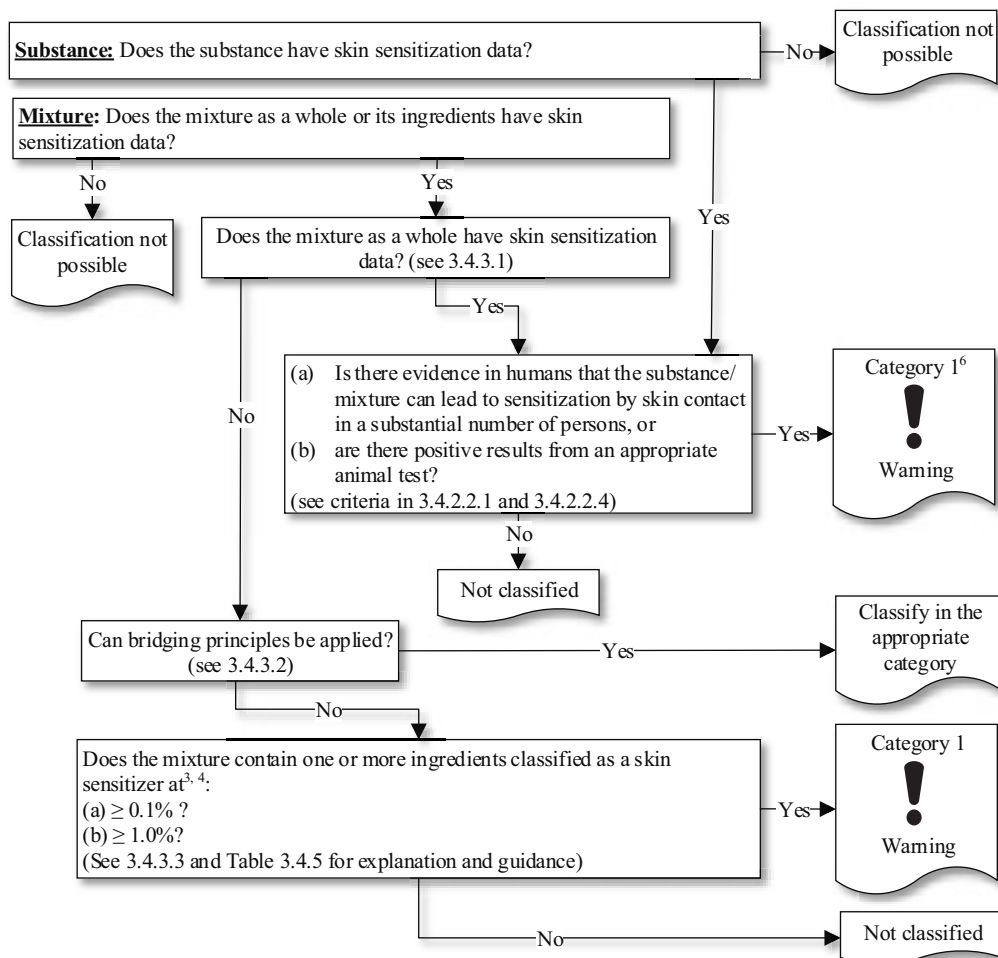 Substance: Does the substance have skin sensitization data?
No
Classification not
possible
Mixture: Does the mixture as a whole or its ingredients have skin
sensitization data?
No
Yes
Yes
Classification not
possible
Does the mixture as a whole have skin sensitization
data? (see 3.4.3.1)
Yes
No
(a) Is there evidence in humans that the substance/
mixture can lead to sensitization by skin contact
in a substantial number of persons, or
(b) are there positive results from an appropriate
animal test?
(see criteria in 3.4.2.2.1 and 3.4.2.2.4)
Yes
Category 1⁶
!
Warning
No
Not classified
Can bridging principles be applied?
(see 3.4.3.2)
Yes
Classify in the
appropriate
category
No
Does the mixture contain one or more ingredients classified as a skin
sensitizer at³, ⁴:
(a) ≥ 0.1% ?
(b) ≥ 1.0%?
(See 3.4.3.3 and Table 3.4.5 for explanation and guidance)
Yes
Category 1
!
Warning
No
Not classified